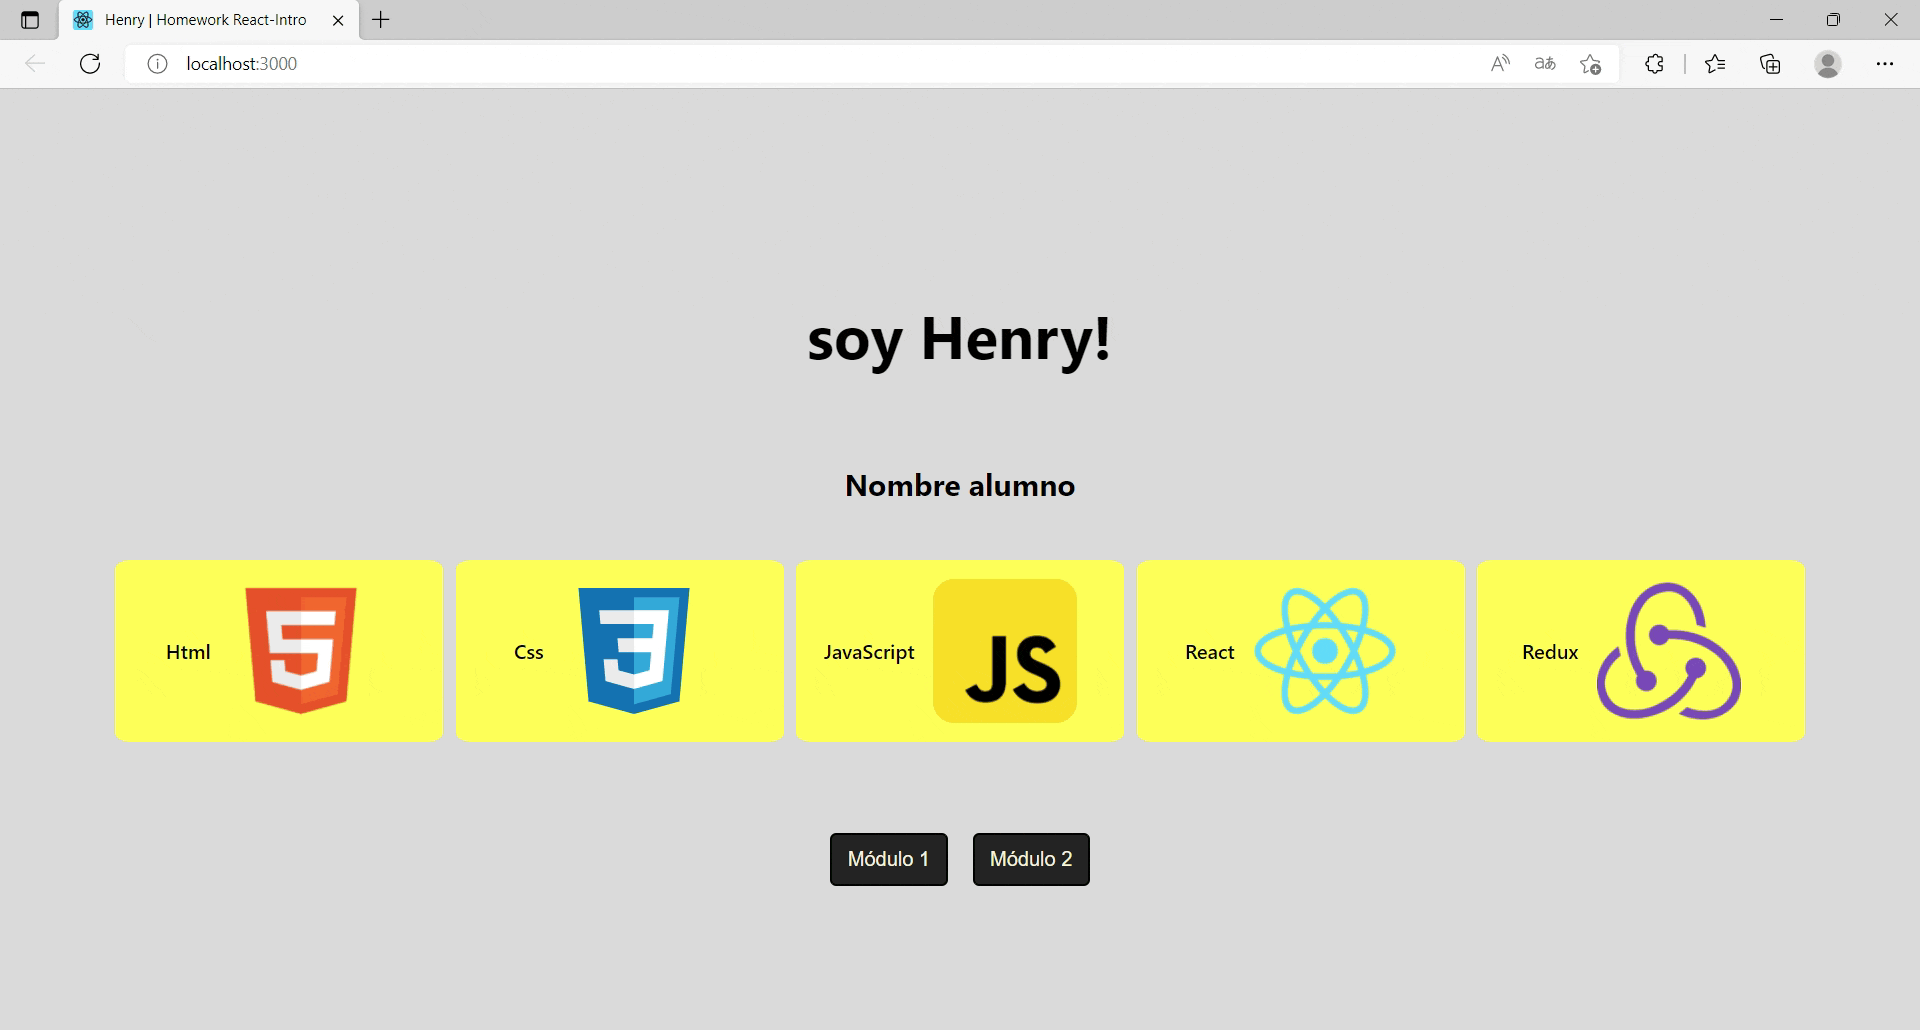 Henry | Homework React-Intro
localhost:3000
soy Henry!
Nombre alumno
Html
5
Css
3
JavaScript
JS
React
Redux
Módulo 1
Módulo 2